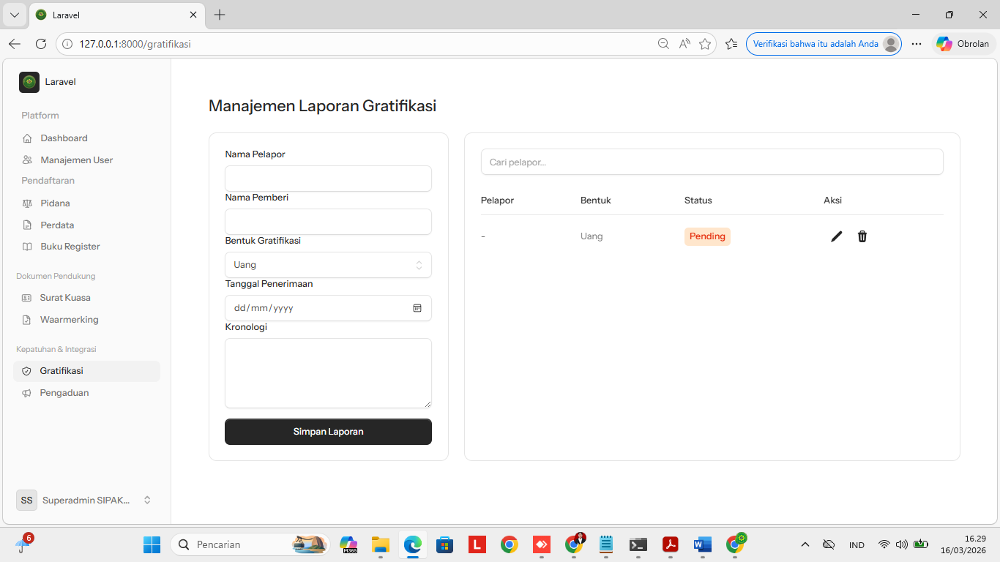 Laravel
127.0.0.1:8000/gratifikasi
Verifikasi bahwa itu adalah Anda
Obrolan
Laravel
Platform
Dashboard
Manajemen User
Pendaftaran
Pidana
Perdata
Buku Register
Dokumen Pendukung
Surat Kuasa
Waarmerking
Kepatuhan & Integrasi
Gratifikasi
Pengaduan
SS
Superadmin SIPAK...
Manajemen Laporan Gratifikasi
Nama Pelapor
Nama Pemberi
Bentuk Gratifikasi
Uang
Tanggal Penerimaan
dd/mm/yyyy
Kronologi
Simpan Laporan
Cari pelapor...
Pelapor Bentuk Status Aksi
- Uang Pending
6
Pencarian
M365
L
IND
16.29
16/03/2026